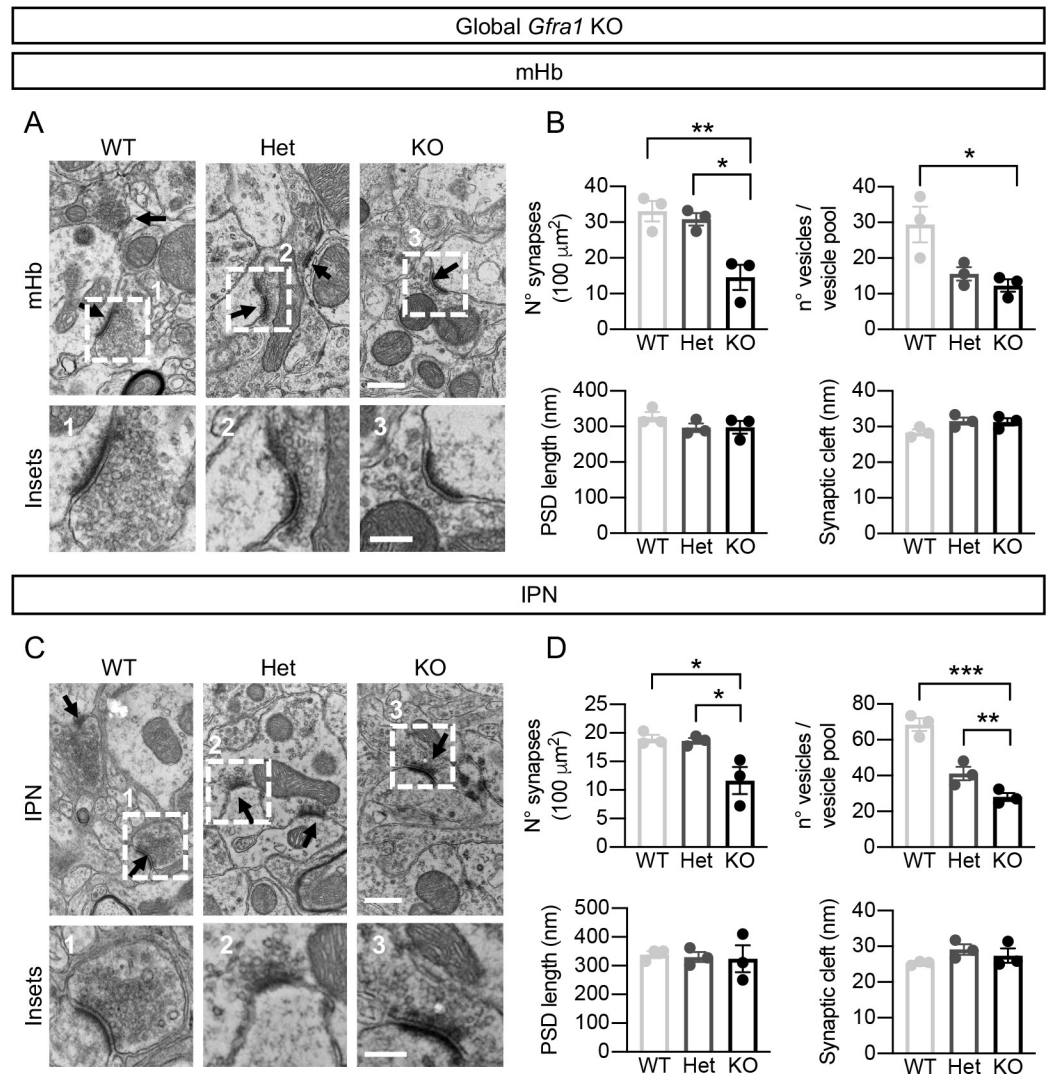 Global Gfra1 KO
mHb
A
WT Het KO
mHb
1
2
3
Insets
1
2
3
B
N° synapses
(100 µm2)
40
30
20
10
0
** 
*
WT Het KO
n° vesicles /
vesicle pool
40
30
20
10
0
*
WT Het KO
PSD length (nm)
400
300
200
100
0
WT Het KO
Synaptic cleft (nm)
40
30
20
10
0
WT Het KO
IPN
C
WT Het KO
IPN
1
2
3
Insets
1
2
3
D
N° synapses
(100 µm2)
25
20
15
10
5
0
*
*
WT Het KO
n° vesicles /
vesicle pool
80
60
40
20
0
***
**
WT Het KO
PSD length (nm)
500
400
300
200
100
0
WT Het KO
Synaptic cleft (nm)
40
30
20
10
0
WT Het KO